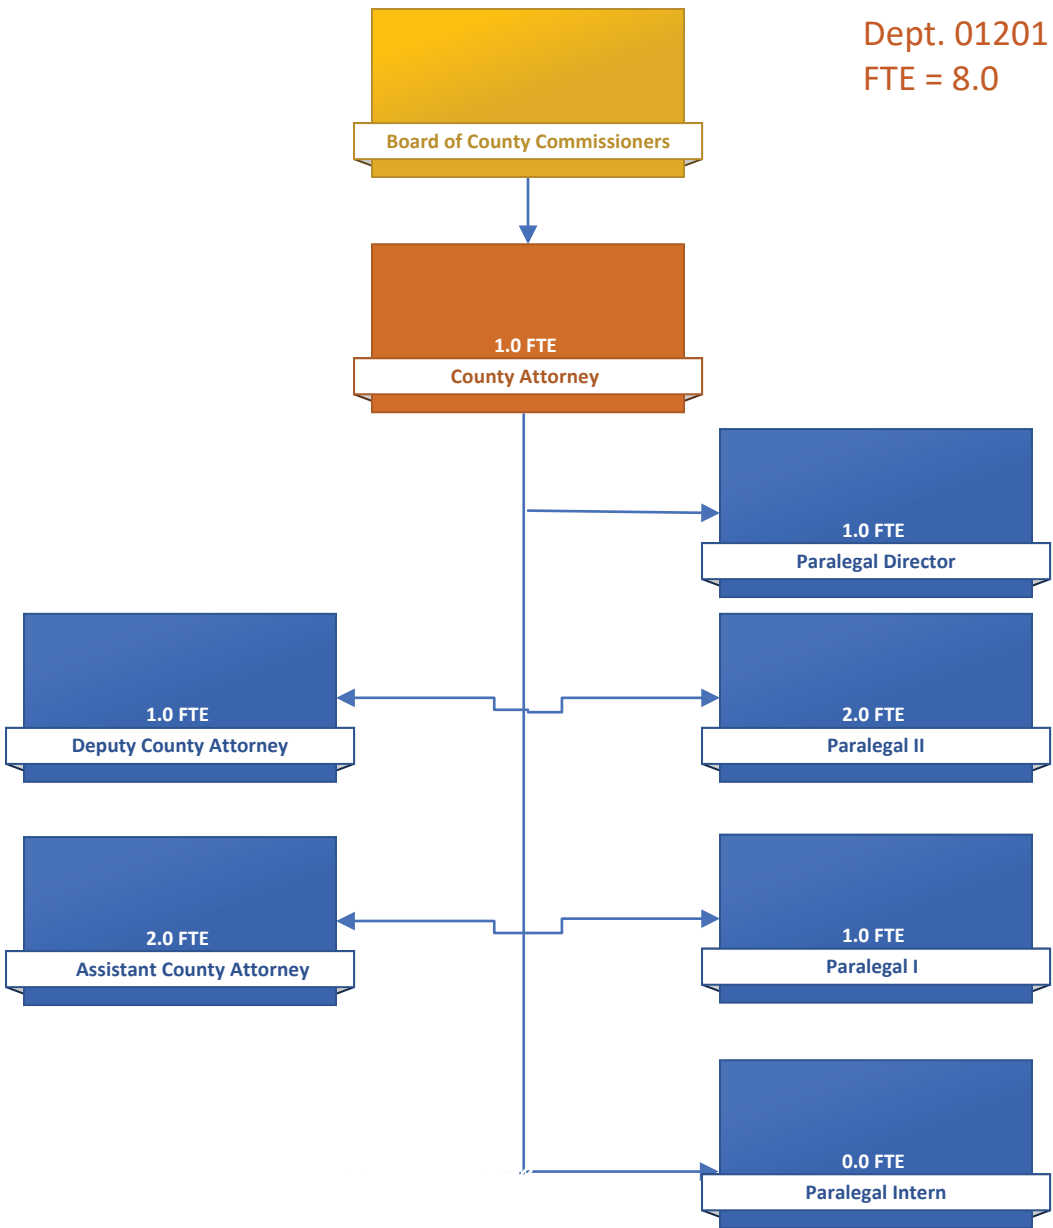 Dept. 01201
FTE = 8.0
Board of County Commissioners
1.0 FTE
County Attorney
1.0 FTE
Paralegal Director
1.0 FTE
Deputy County Attorney
2.0 FTE
Paralegal II
2.0 FTE
Assistant County Attorney
1.0 FTE
Paralegal I
0.0 FTE
Paralegal Intern